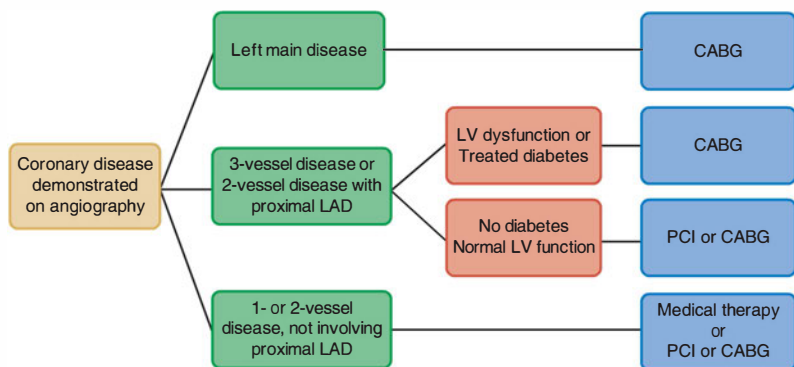 Left main disease
CABG
Coronary disease
demonstrated
on angiography
3-vessel disease or
2-vessel disease with
proximal LAD
LV dysfunction or
Treated diabetes
CABG
No diabetes
Normal LV function
PCI or CABG
1- or 2-vessel
disease, not involving
proximal LAD
Medical therapy
or
PCI or CABG